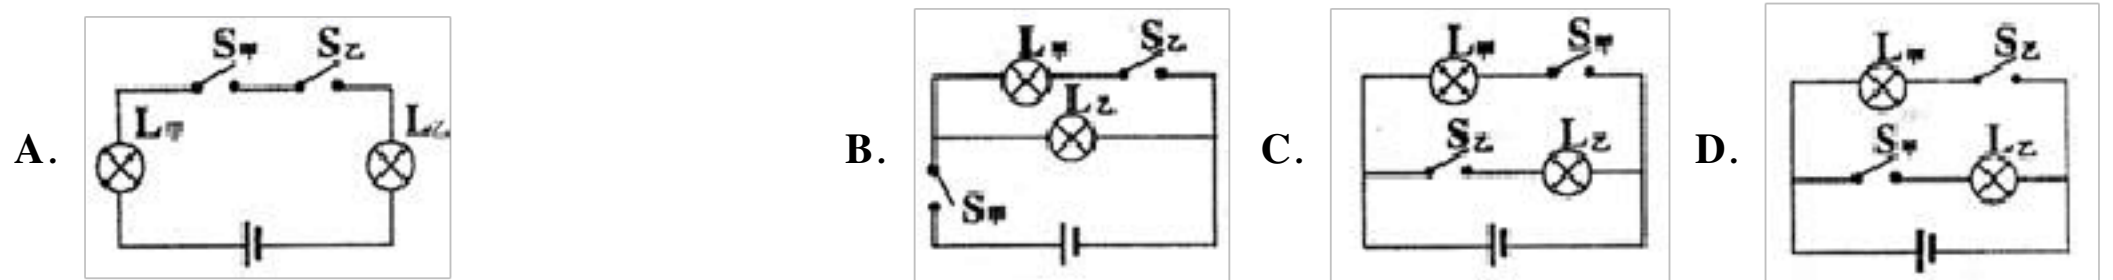 A.
S甲 S乙
L甲 L乙
B.
L甲 S乙
L乙
S甲
C.
L甲 S甲
S乙 L乙
D.
L甲 S乙
S甲 L乙